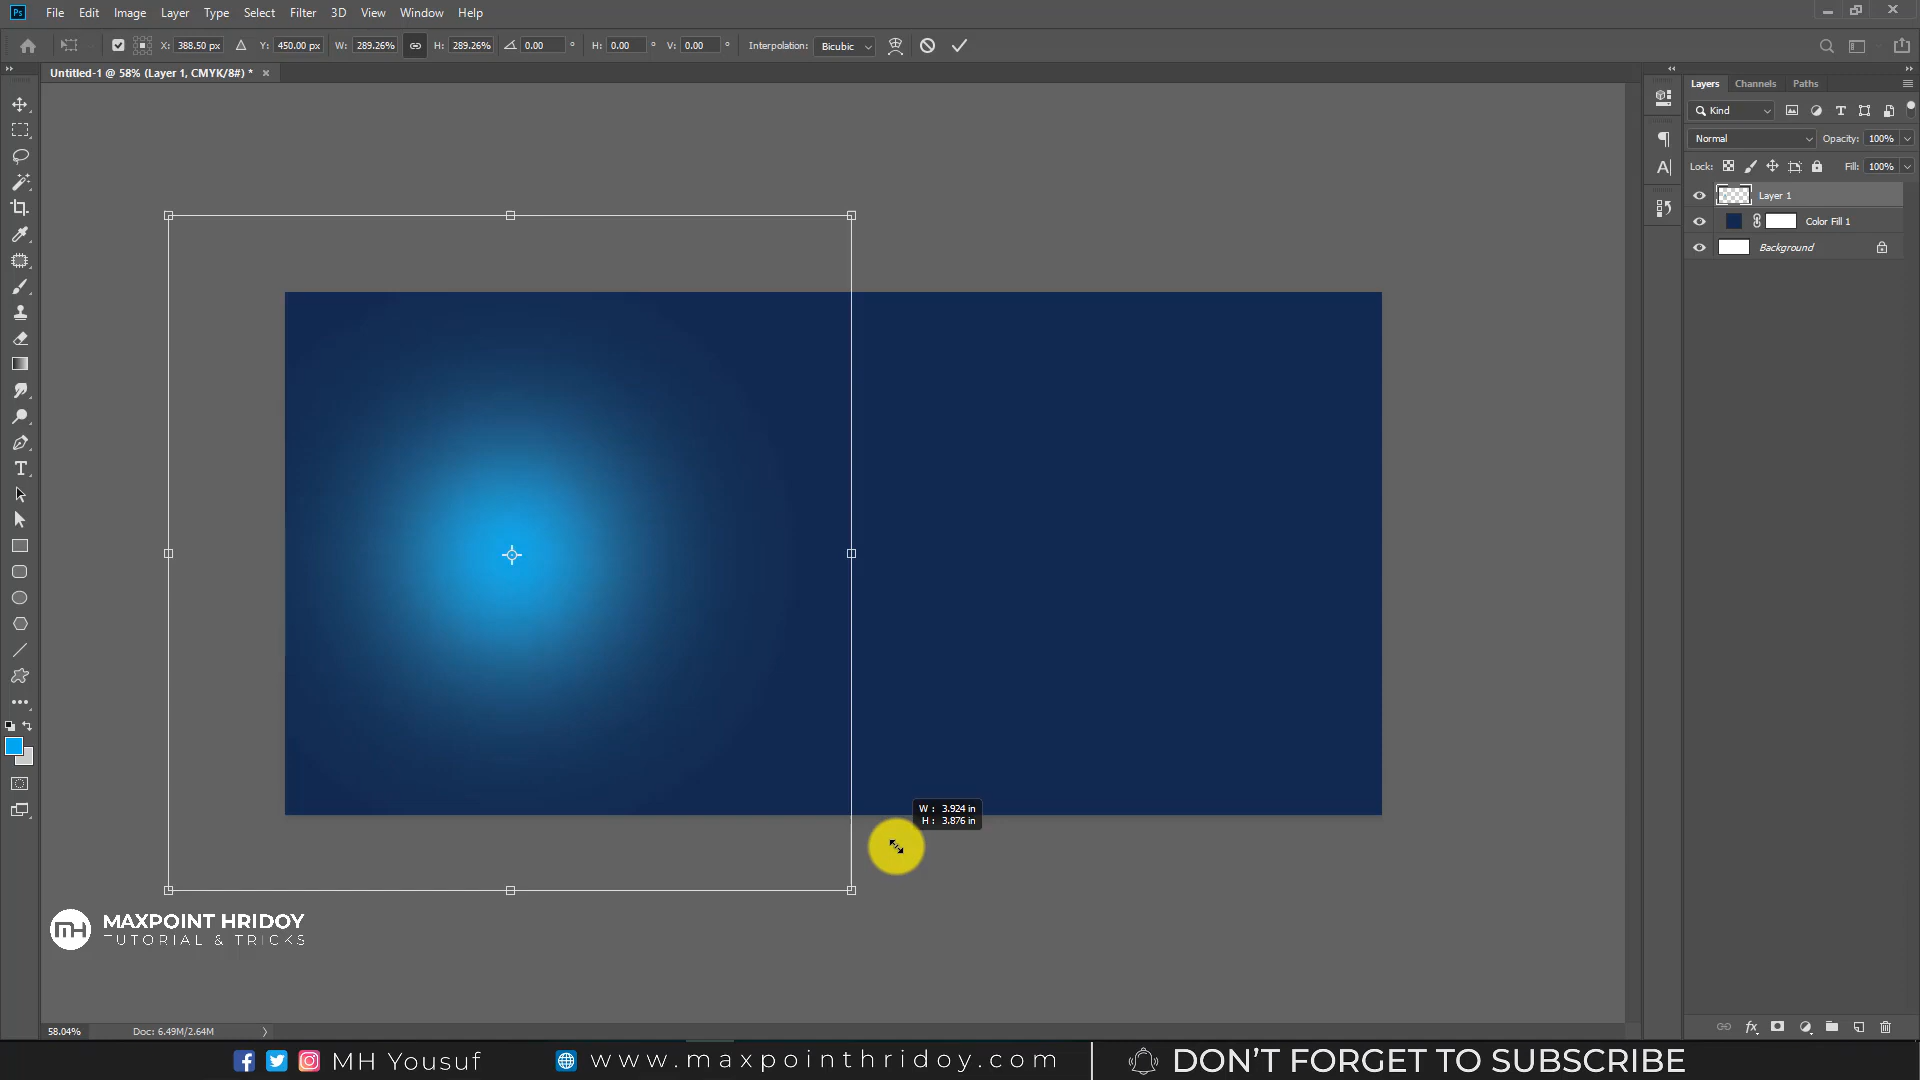 Ps File Edit Image Layer Type Select Filter 3D View Window Help
X: 388.50 px Y: 450.00 px W: 289.26% H: 289.26% 0.00 ° H: 0.00 ° V: 0.00 ° Interpolation: Bicubic
Untitled-1 @ 58% (Layer 1, CMYK/8#) *
Layers Channels Paths
Kind
Normal Opacity: 100%
Lock: Fill: 100%
Layer 1
Color Fill 1
Background
W : 3.924 in
H : 3.876 in
MH MAXPOINT HRIDOY
TUTORIAL & TRICKS
58.04% Doc: 6.49M/2.64M
MH Yousuf www.maxpointhridoy.com DON'T FORGET TO SUBSCRIBE